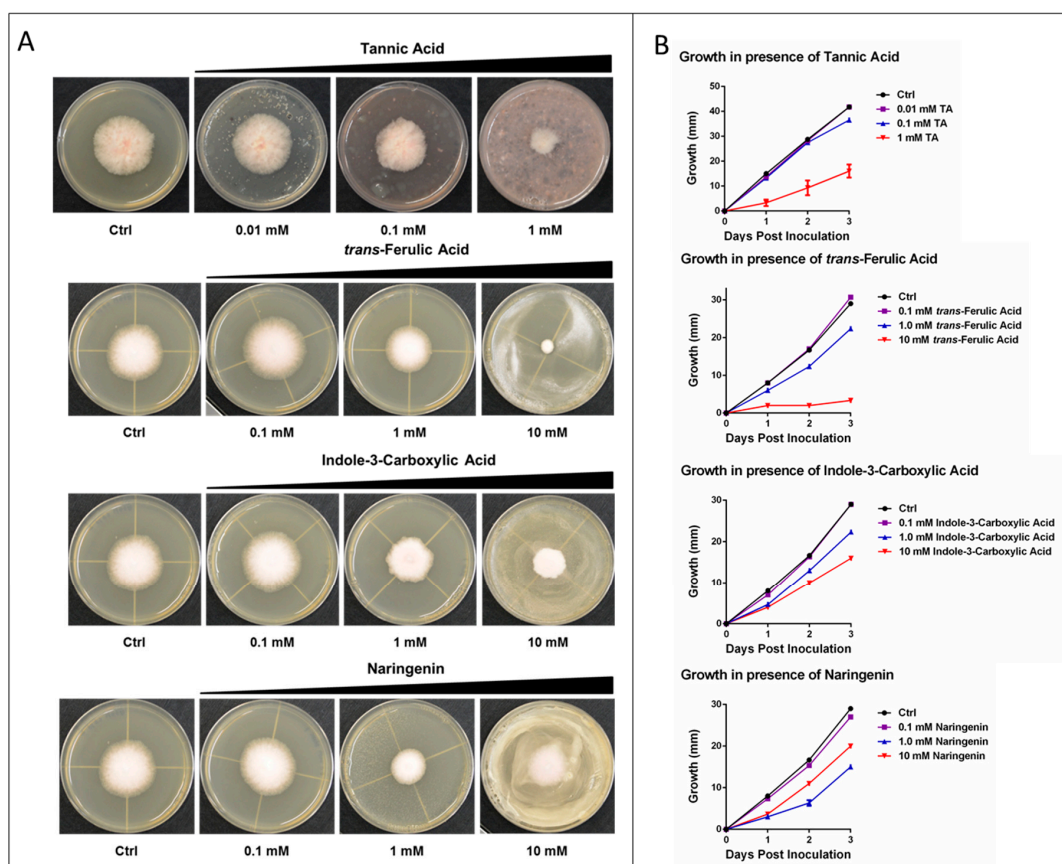 A
Tannic Acid
Ctrl 0.01 mM 0.1 mM 1 mM
trans-Ferulic Acid
Ctrl 0.1 mM 1 mM 10 mM
Indole-3-Carboxylic Acid
Ctrl 0.1 mM 1 mM 10 mM
Naringenin
Ctrl 0.1 mM 1 mM 10 mM
B
Growth in presence of Tannic Acid
Growth (mm)
50
40
30
20
10
0
0 1 2 3
Days Post Inoculation
Ctrl
0.01 mM TA
0.1 mM TA
1 mM TA
Growth in presence of trans-Ferulic Acid
Growth (mm)
30
20
10
0
0 1 2 3
Days Post Inoculation
Ctrl
0.1 mM trans-Ferulic Acid
1.0 mM trans-Ferulic Acid
10 mM trans-Ferulic Acid
Growth in presence of Indole-3-Carboxylic Acid
Growth (mm)
30
20
10
0
0 1 2 3
Days Post Inoculation
Ctrl
0.1 mM Indole-3-Carboxylic Acid
1.0 mM Indole-3-Carboxylic Acid
10 mM Indole-3-Carboxylic Acid
Growth in presence of Naringenin
Growth (mm)
30
20
10
0
0 1 2 3
Days Post Inoculation
Ctrl
0.1 mM Naringenin
1.0 mM Naringenin
10 mM Naringenin